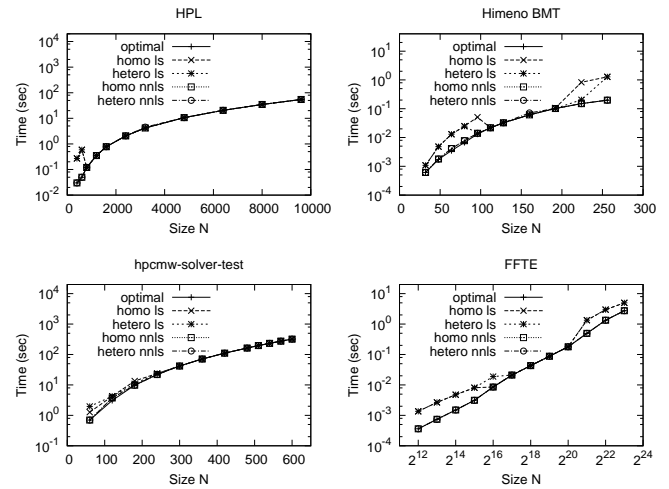 HPL
Time (sec)
10^3
10^2
10^1
10^0
10^-1
10^-2
optimal
homo ls
hetero ls
homo nnls
hetero nnls
0 2000 4000 6000 8000 10000
Size N
Himeno BMT
Time (sec)
10^1
10^0
10^-1
10^-2
10^-3
10^-4
optimal
homo ls
hetero ls
homo nnls
hetero nnls
0 50 100 150 200 250 300
Size N
hpcmw-solver-test
Time (sec)
10^4
10^3
10^2
10^1
10^0
10^-1
optimal
homo ls
hetero ls
homo nnls
hetero nnls
0 100 200 300 400 500 600
Size N
FFTE
Time (sec)
10^2
10^1
10^0
10^-1
10^-2
10^-3
10^-4
optimal
homo ls
hetero ls
homo nnls
hetero nnls
2^12 2^14 2^16 2^18 2^20 2^22 2^24
Size N